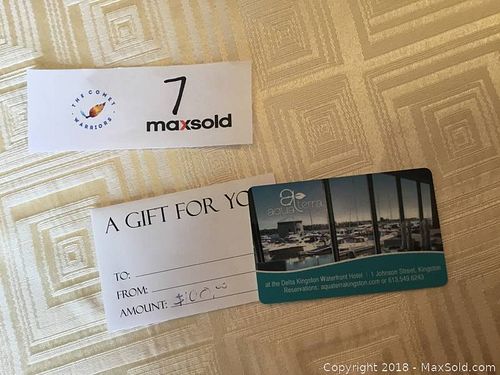 THE COMET
WARRIORS
7
maxsold
A GIFT FOR YO
TO:
FROM:
AMOUNT:
aquaterra
at the Delta Kingston Waterfront Hotel | 1 Johnson Street, Kingston
Reservations: aquaterrakingston.com or 613.549.6243
Copyright 2018 - MaxSold.com